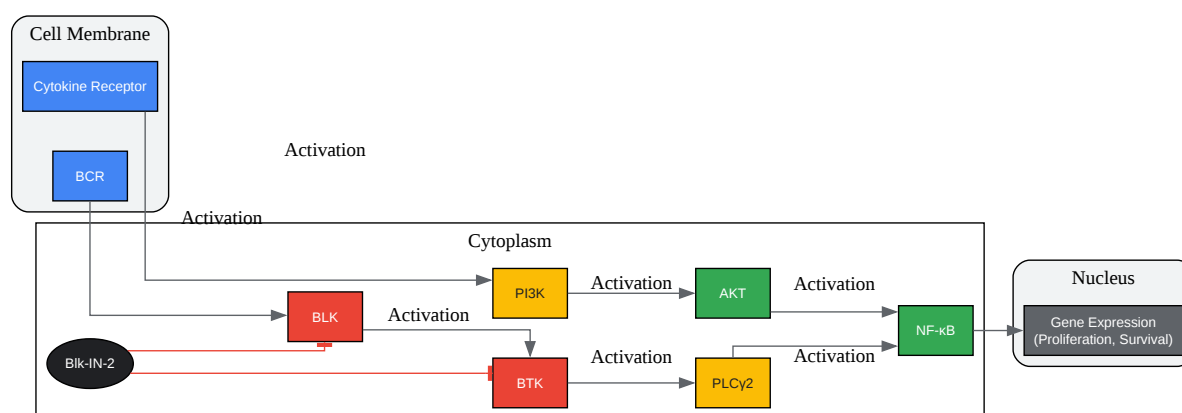 Cell Membrane
Cytokine Receptor
Activation
BCR
Activation
Cytoplasm
Nucleus
PI3K
Activation
AKT
Activation
BLK
Activation
NF-κB
Gene Expression
(Proliferation, Survival)
Blk-IN-2
BTK
Activation
PLCγ2
Activation